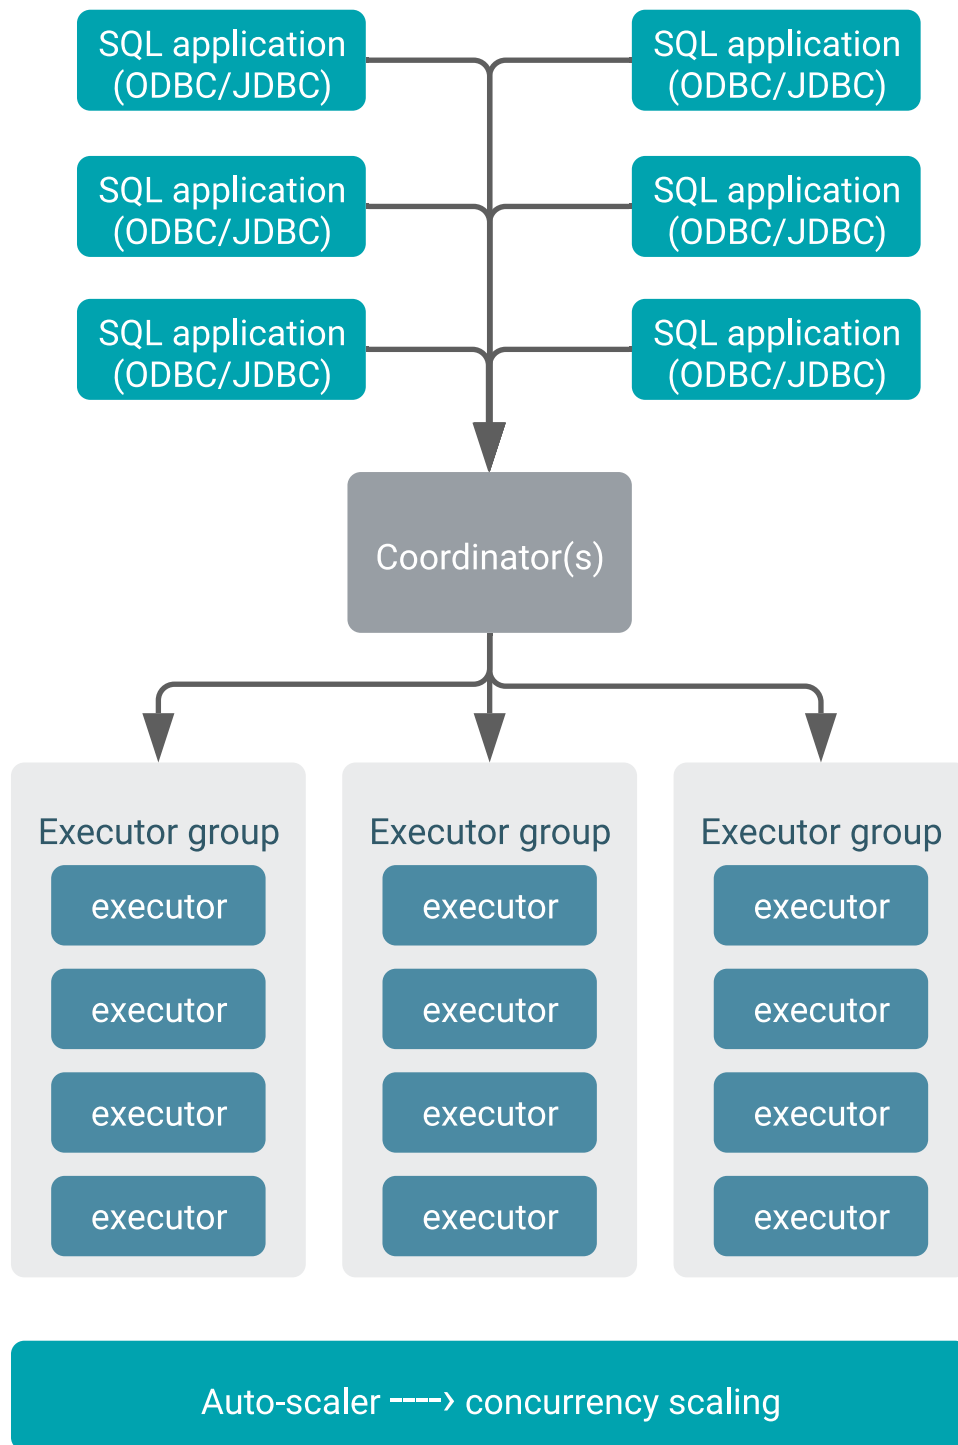 SQL application
(ODBC/JDBC)
SQL application
(ODBC/JDBC)
SQL application
(ODBC/JDBC)
SQL application
(ODBC/JDBC)
SQL application
(ODBC/JDBC)
SQL application
(ODBC/JDBC)
Coordinator(s)
Executor group
executor
executor
executor
executor
Executor group
executor
executor
executor
executor
Executor group
executor
executor
executor
executor
Auto-scaler ----> concurrency scaling